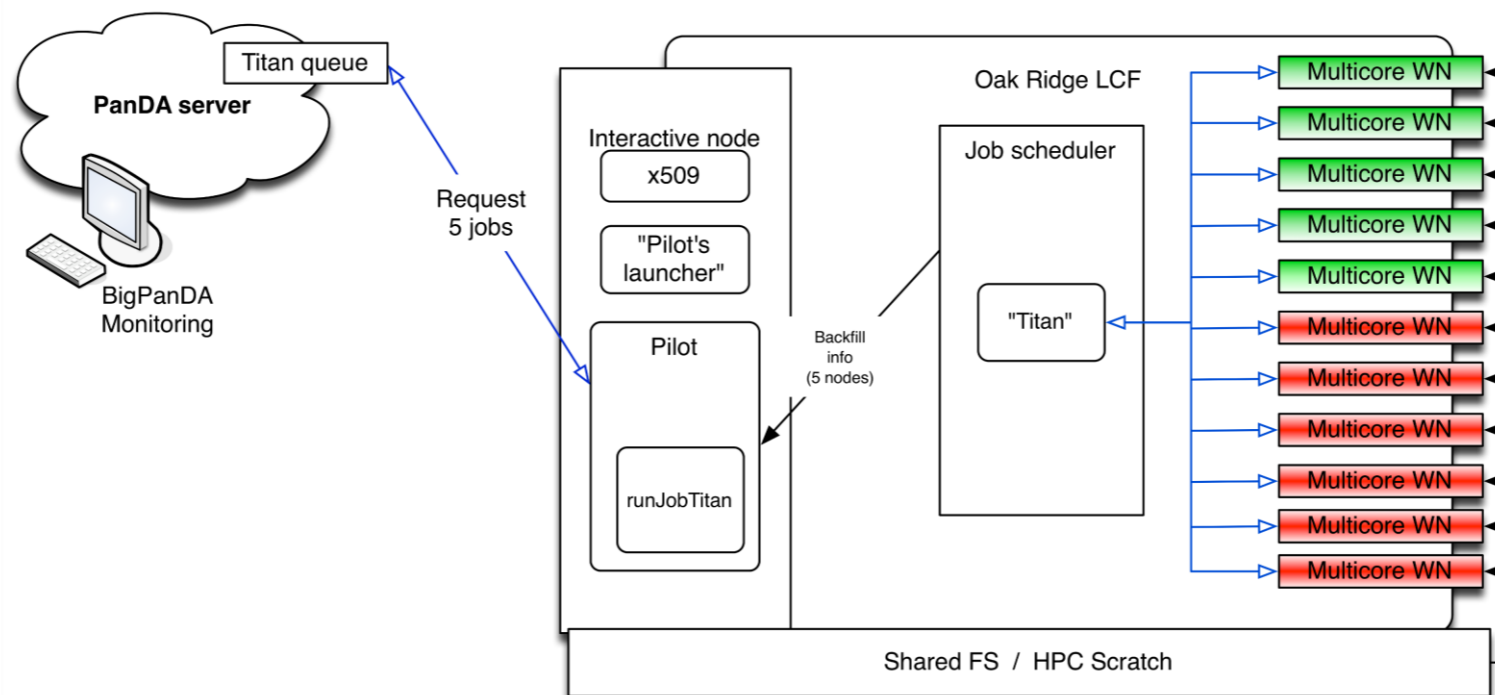 Titan queue
PanDA server
BigPanDA
Monitoring
Request
5 jobs
Interactive node
x509
"Pilot's
launcher"
Pilot
runJobTitan
Backfill
info
(5 nodes)
Oak Ridge LCF
Job scheduler
"Titan"
Multicore WN
Multicore WN
Multicore WN
Multicore WN
Multicore WN
Multicore WN
Multicore WN
Multicore WN
Multicore WN
Multicore WN
Multicore WN
Shared FS / HPC Scratch